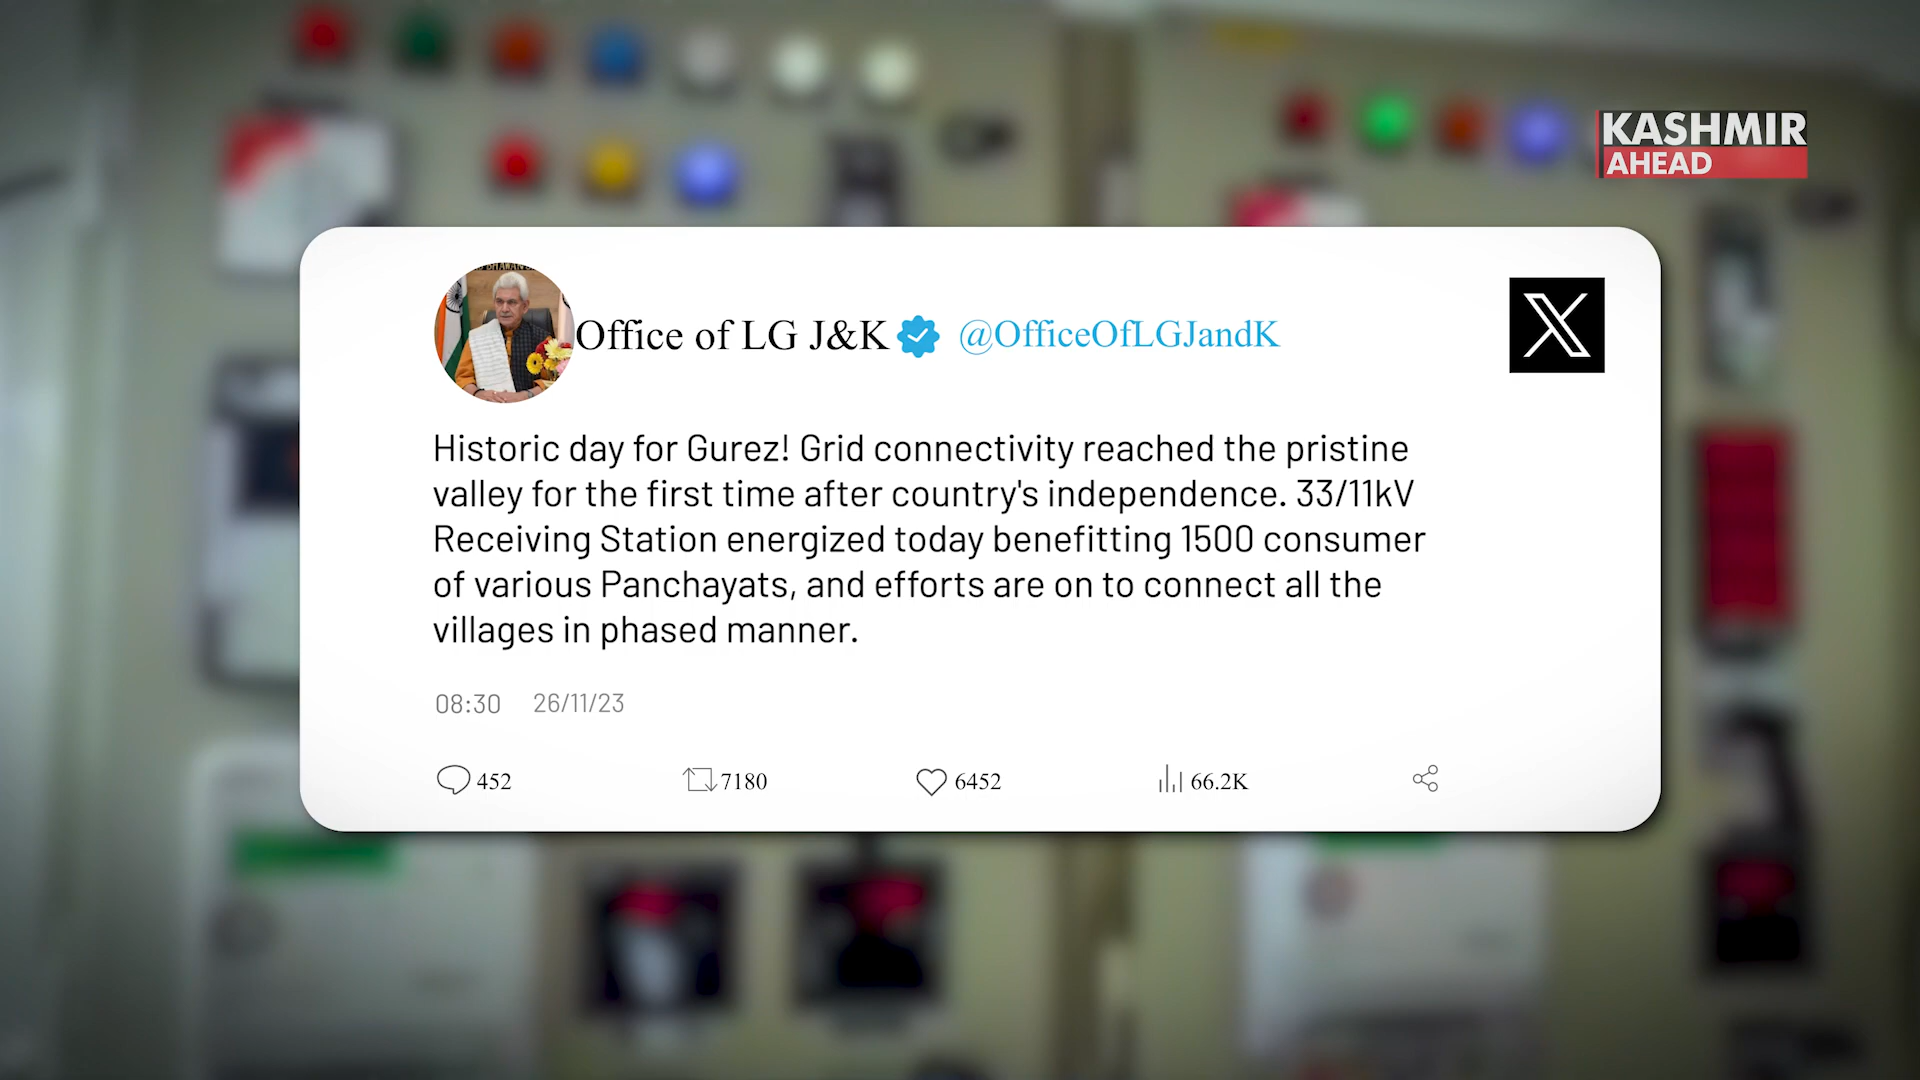 KASHMIR
AHEAD
Office of LG J&K @OfficeOfLGJandK
Historic day for Gurez! Grid connectivity reached the pristine
valley for the first time after country's independence. 33/11kV
Receiving Station energized today benefitting 1500 consumer
of various Panchayats, and efforts are on to connect all the
villages in phased manner.
08:30 26/11/23
452 7180 6452 66.2K